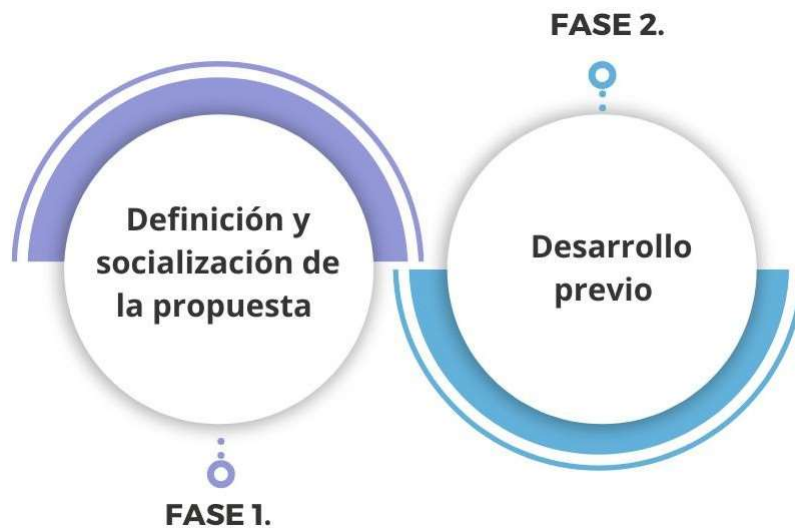 Definición y
socialización de
la propuesta
FASE 1.
FASE 2.
Desarrollo
previo